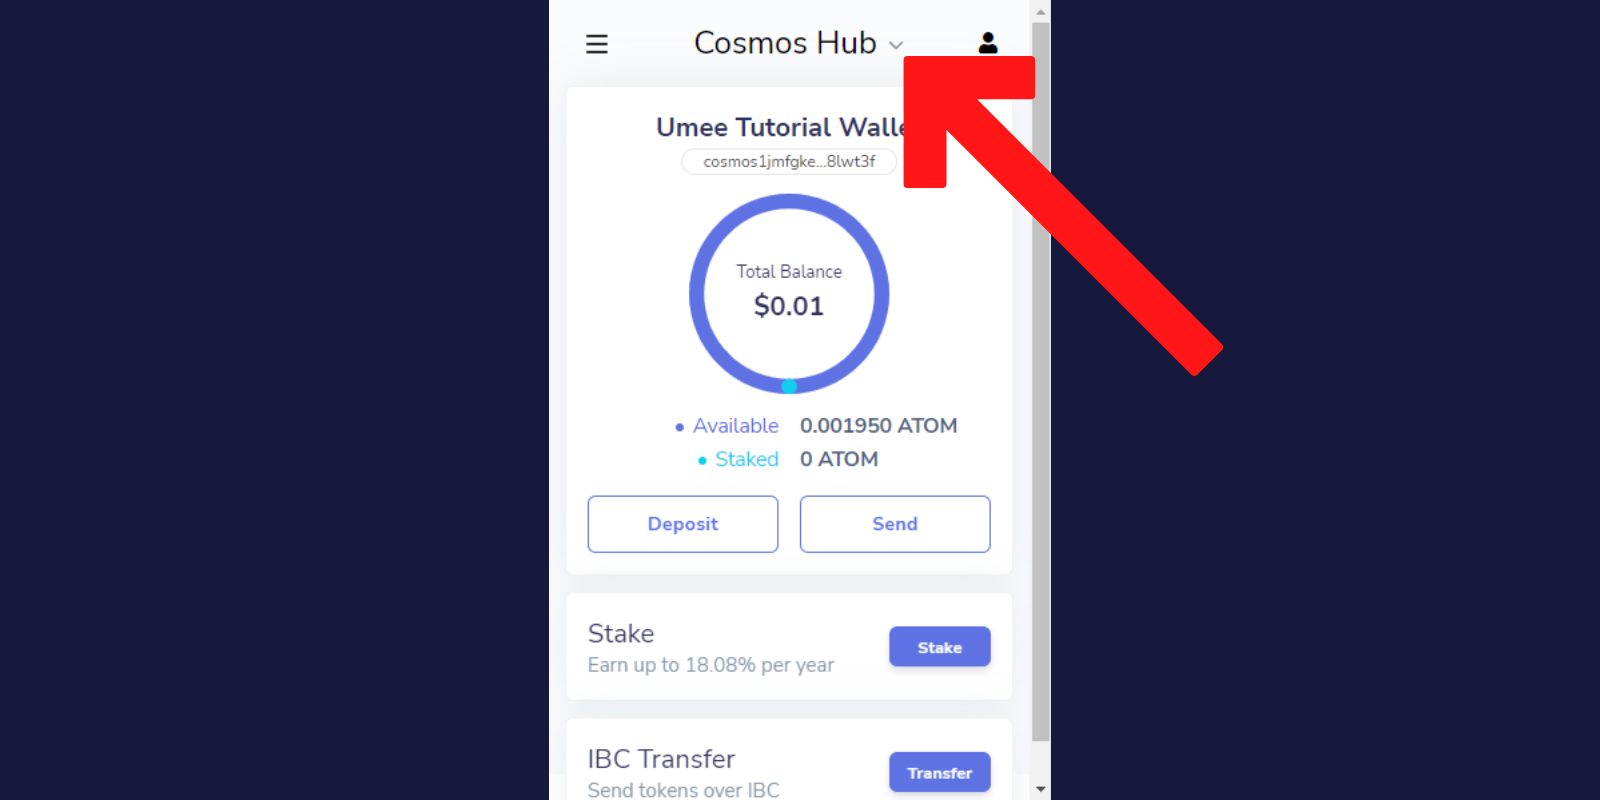 Cosmos Hub
Umee Tutorial
cosmos1jmfgke...8lwt3f
Total Balance
$0.01
Available 0.001950 ATOM
Staked 0 ATOM
Deposit Send
Stake
Earn up to 18.08% per year
Stake
IBC Transfer
Send tokens over IBC
Transfer